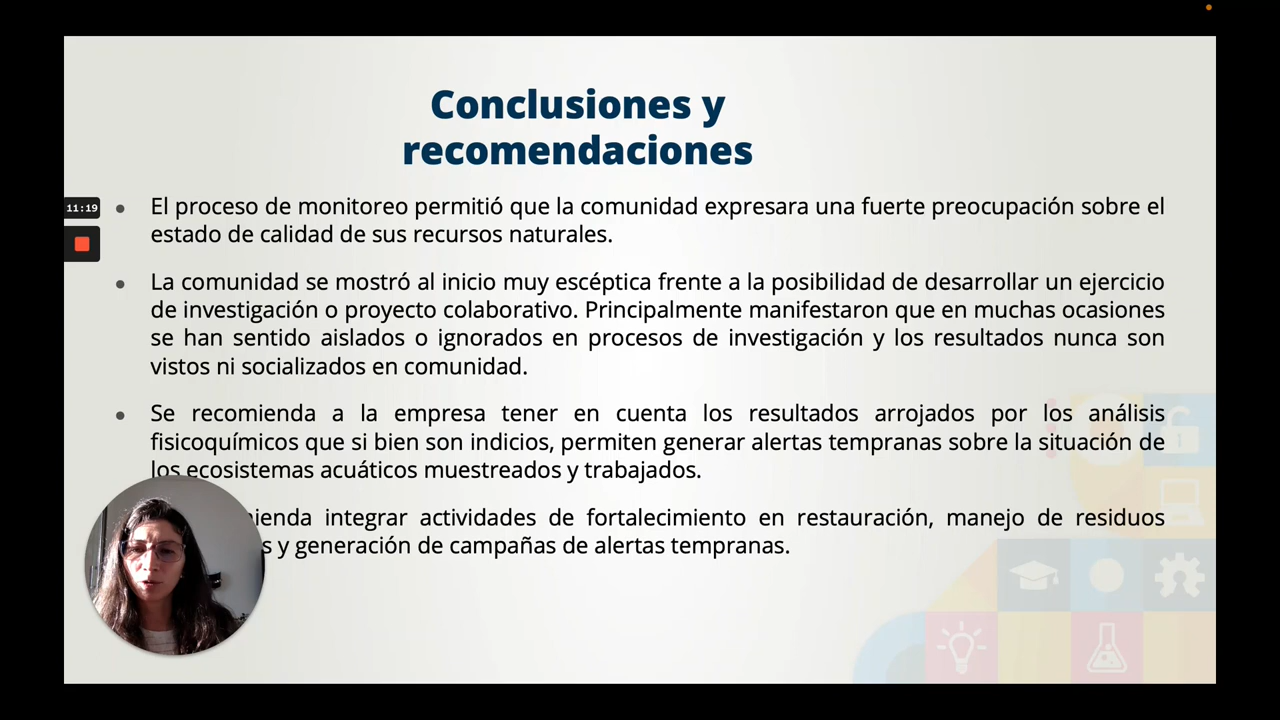 Conclusiones y
recomendaciones
11:19
El proceso de monitoreo permitió que la comunidad expresara una fuerte preocupación sobre el
estado de calidad de sus recursos naturales.
La comunidad se mostró al inicio muy escéptica frente a la posibilidad de desarrollar un ejercicio
de investigación o proyecto colaborativo. Principalmente manifestaron que en muchas ocasiones
se han sentido aislados o ignorados en procesos de investigación y los resultados nunca son
vistos ni socializados en comunidad.
Se recomienda a la empresa tener en cuenta los resultados arrojados por los análisis
fisicoquímicos que si bien son indicios, permiten generar alertas tempranas sobre la situación de
los ecosistemas acuáticos muestreados y trabajados.
integrar actividades de fortalecimiento en restauración, manejo de residuos
y generación de campañas de alertas tempranas.